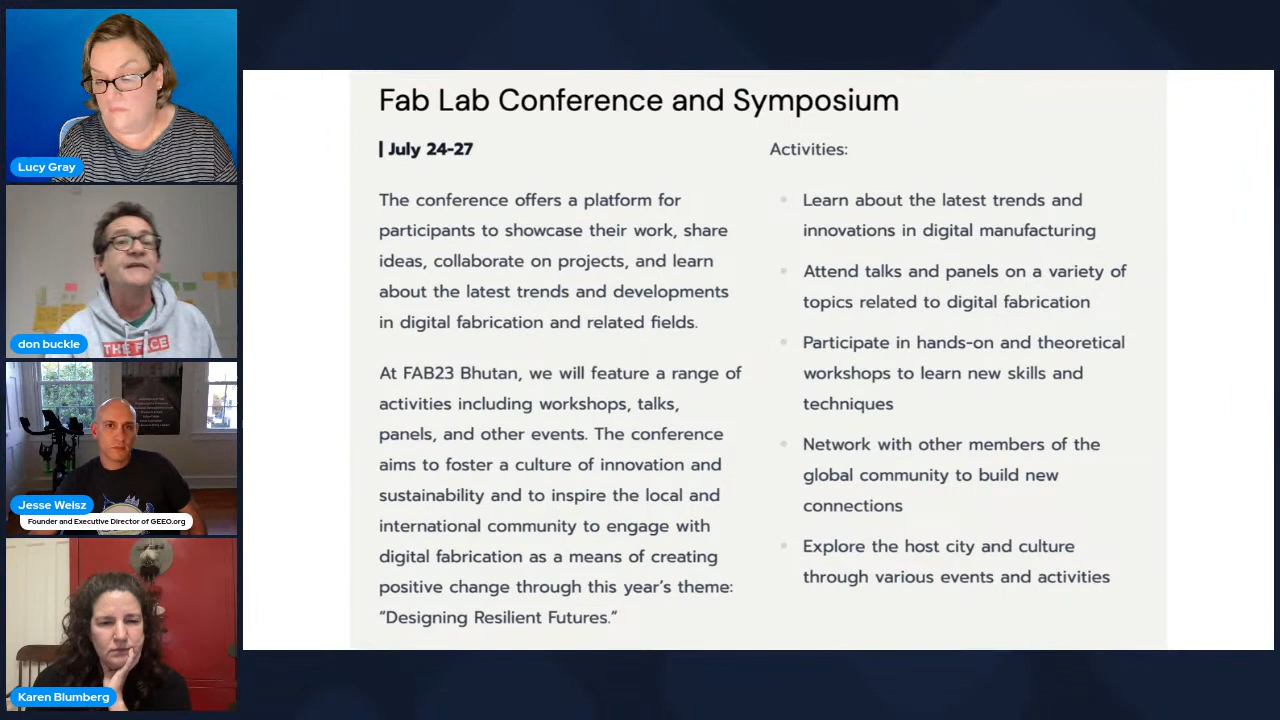 Lucy Gray
don buckle
THE FACE
Jesse Weisz
Founder and Executive Director of GEEO.org
Karen Blumberg
Fab Lab Conference and Symposium
| July 24-27
The conference offers a platform for
participants to showcase their work, share
ideas, collaborate on projects, and learn
about the latest trends and developments
in digital fabrication and related fields.
At FAB23 Bhutan, we will feature a range of
activities including workshops, talks,
panels, and other events. The conference
aims to foster a culture of innovation and
sustainability and to inspire the local and
international community to engage with
digital fabrication as a means of creating
positive change through this year’s theme:
“Designing Resilient Futures.”
Activities:
Learn about the latest trends and
innovations in digital manufacturing
Attend talks and panels on a variety of
topics related to digital fabrication
Participate in hands-on and theoretical
workshops to learn new skills and
techniques
Network with other members of the
global community to build new
connections
Explore the host city and culture
through various events and activities